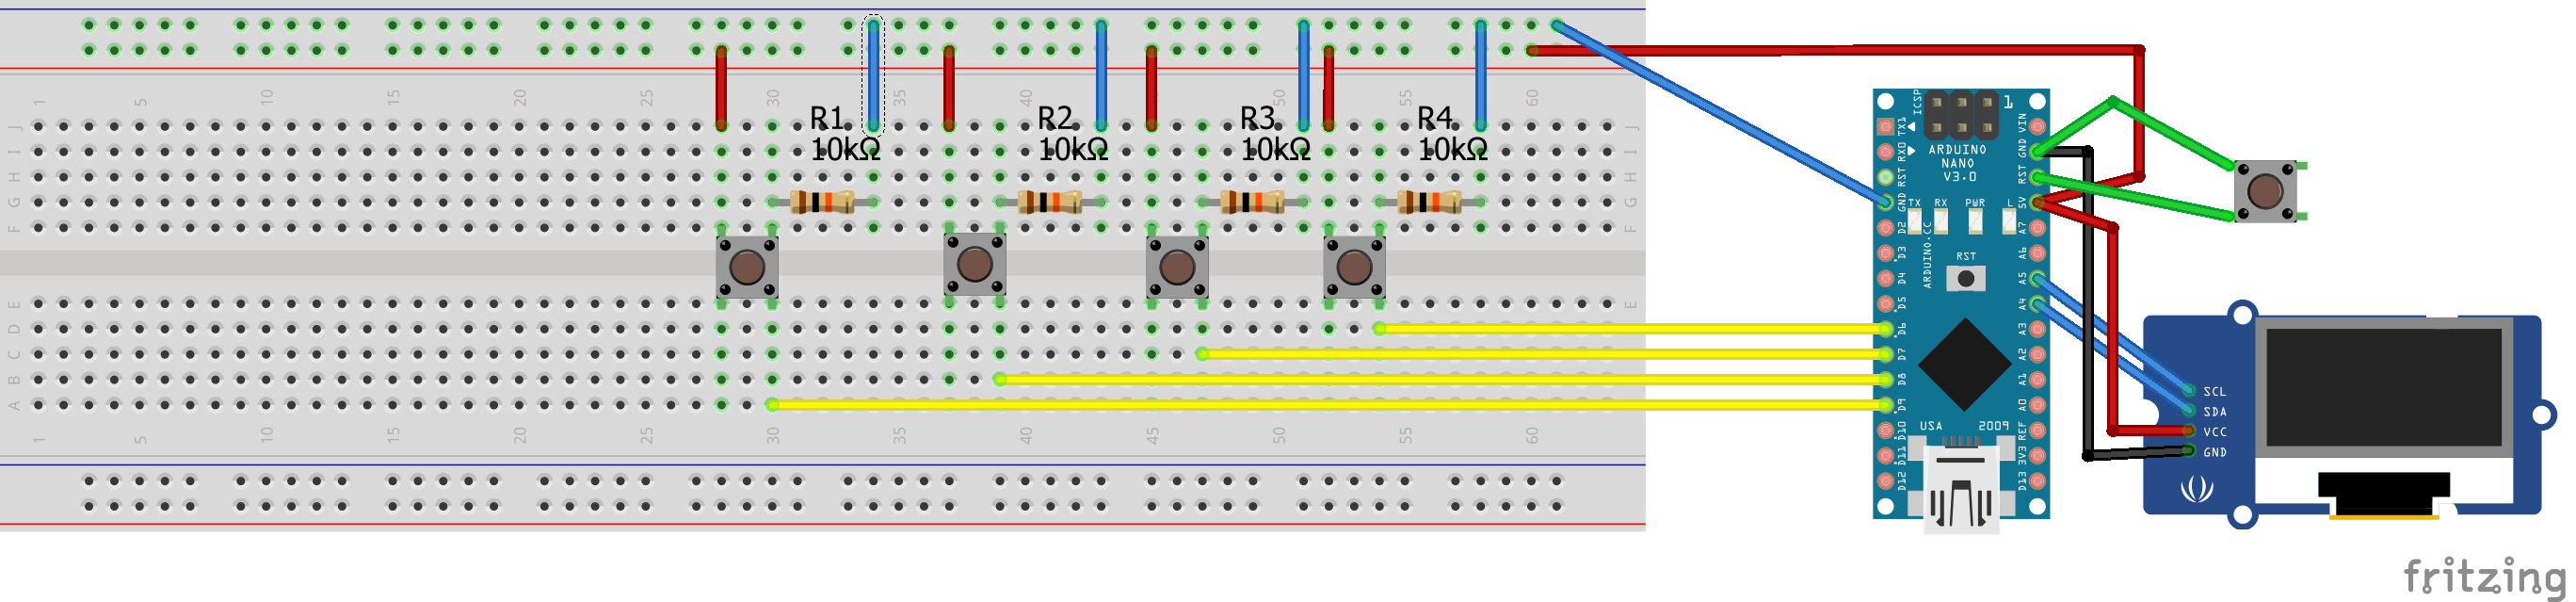 1 5 10 15 20 25 30 35 40 45 50 55 60
J
I
H
G
F
E
D
C
B
A
J
I
H
G
F
E
D
C
B
A
1 5 10 15 20 25 30 35 40 45 50 55 60
R1
10kΩ
R2
10kΩ
R3
10kΩ
R4
10kΩ
ICSP
1
ARDUINO
NANO
V3.0
TX RX PWR L
ARDUINO.CC
RST
USA 2009
TX1
RX0
RST
GND
D2
D3
D4
D5
D6
D7
D8
D9
D10
D11
D12
VIN
GND
RST
5V
A7
A6
A5
A4
A3
A2
A1
A0
REF
3V3
D13
SCL
SDA
VCC
GND
fritzing